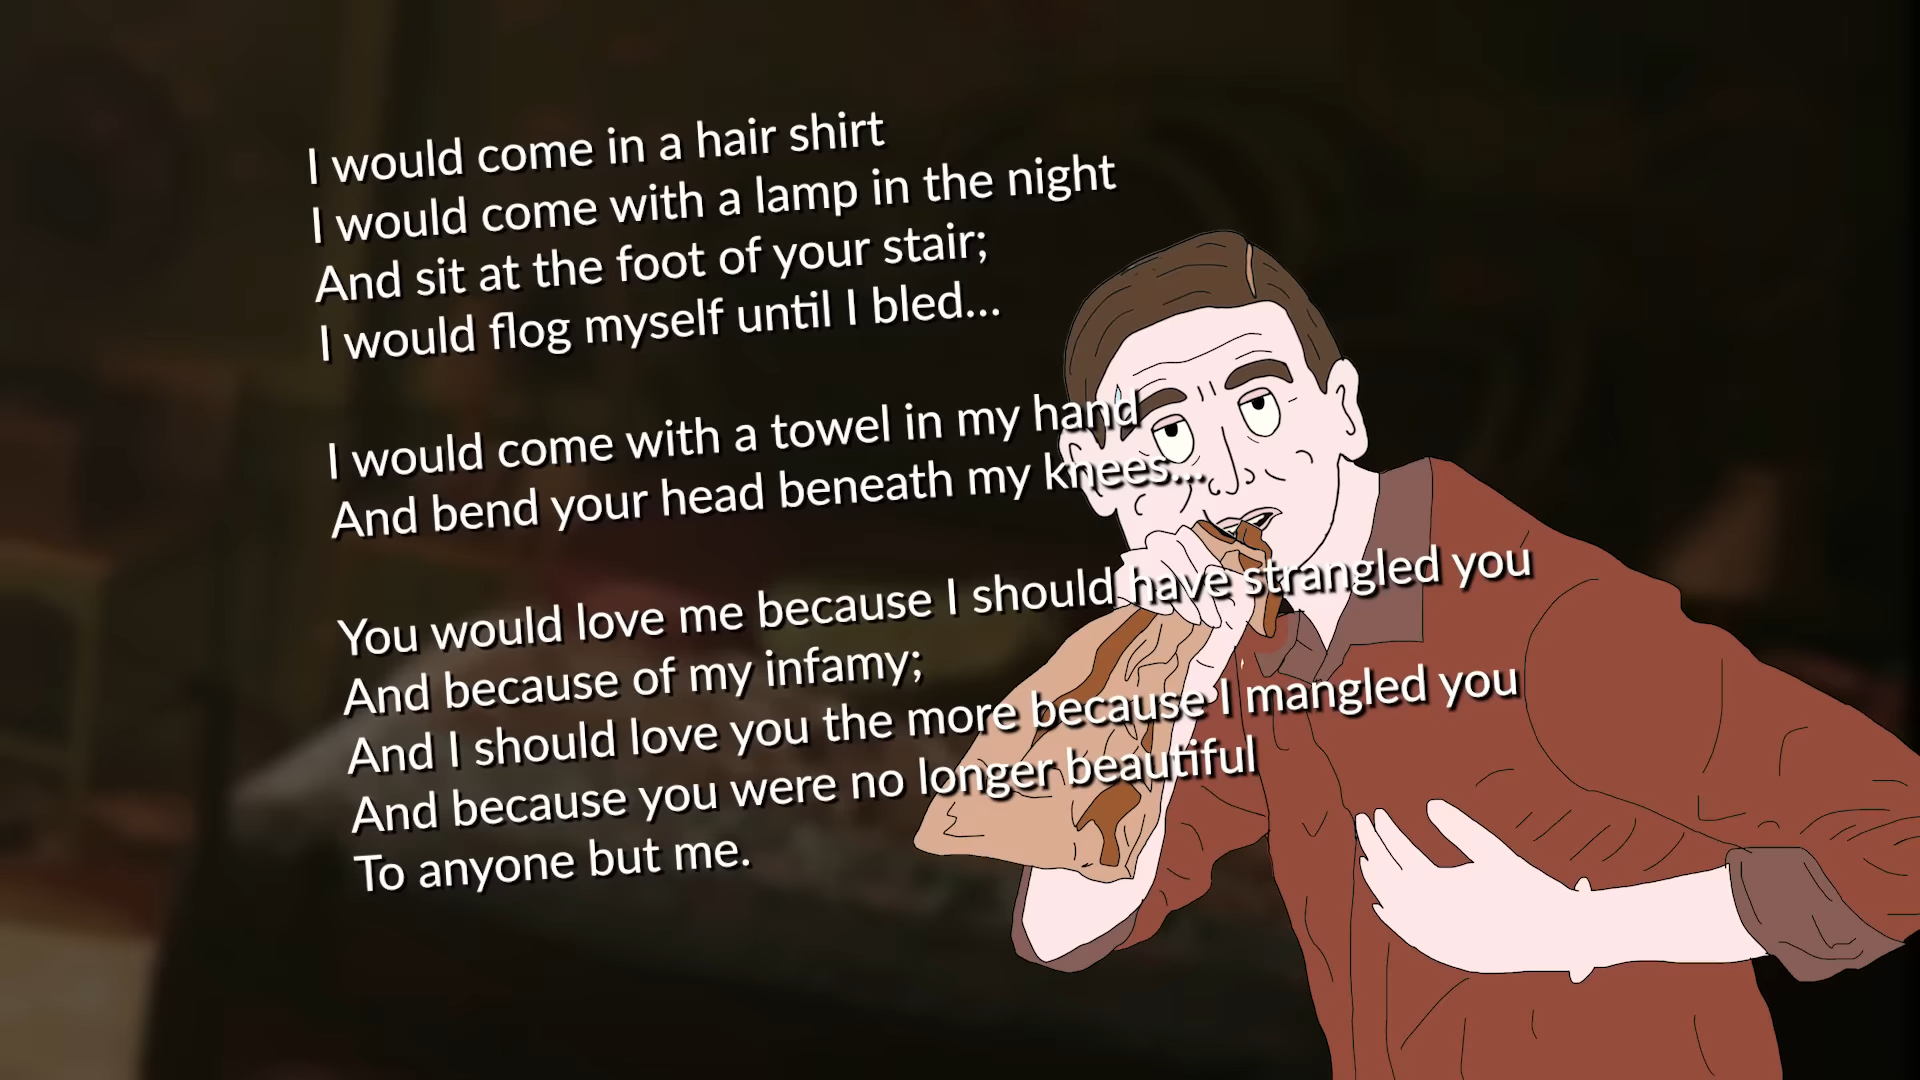 I would come in a hair shirt
I would come with a lamp in the night
And sit at the foot of your stair;
I would flog myself until I bled...
I would come with a towel in my hand
And bend your head beneath my knees...
You would love me because I should have strangled you
And because of my infamy;
And I should love you the more because I mangled you
And because you were no longer beautiful
To anyone but me.